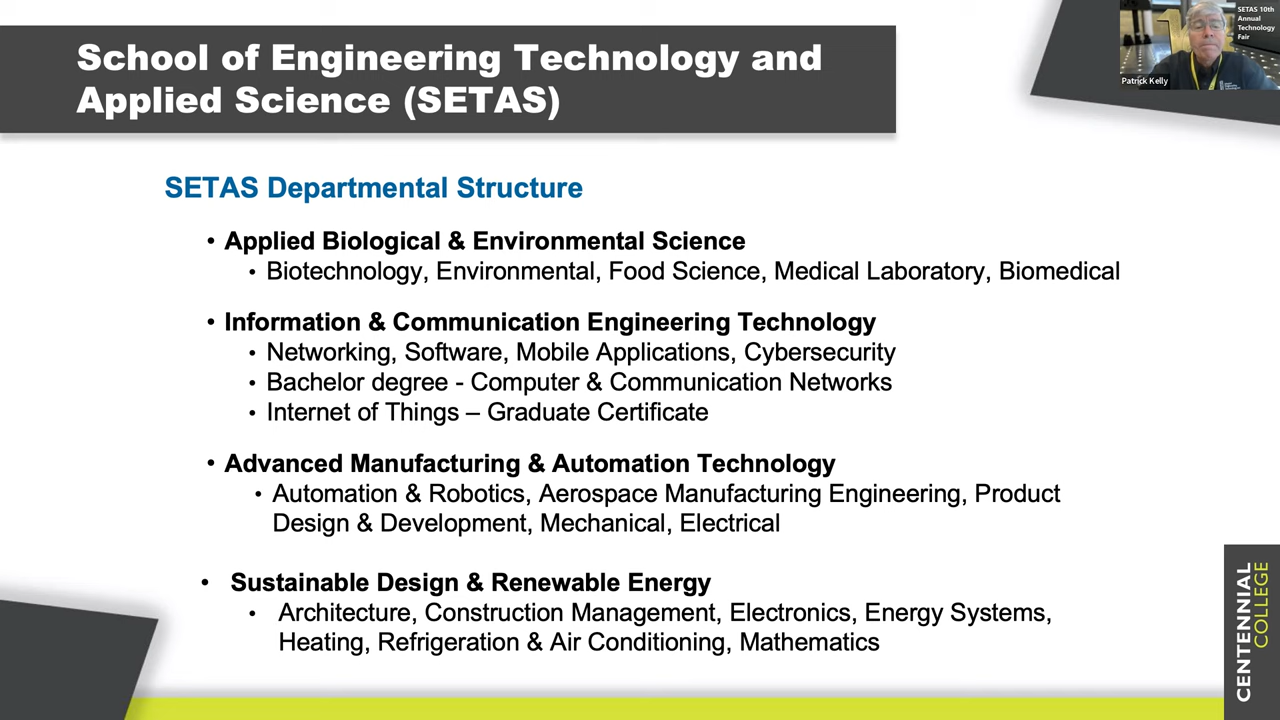 School of Engineering Technology and
Applied Science (SETAS)
SETAS 10th
Annual
Technology
Fair
Patrick Kelly
SETAS Departmental Structure
• Applied Biological & Environmental Science
• Biotechnology, Environmental, Food Science, Medical Laboratory, Biomedical
• Information & Communication Engineering Technology
• Networking, Software, Mobile Applications, Cybersecurity
• Bachelor degree - Computer & Communication Networks
• Internet of Things – Graduate Certificate
• Advanced Manufacturing & Automation Technology
• Automation & Robotics, Aerospace Manufacturing Engineering, Product
Design & Development, Mechanical, Electrical
• Sustainable Design & Renewable Energy
• Architecture, Construction Management, Electronics, Energy Systems,
Heating, Refrigeration & Air Conditioning, Mathematics
CENTENNIAL
COLLEGE